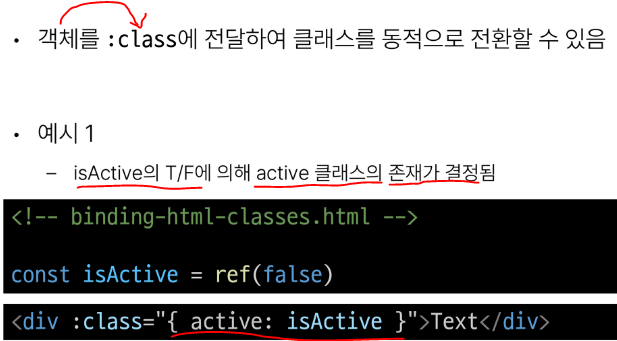 • 객체를 :class에 전달하여 클래스를 동적으로 전환할 수 있음
• 예시 1
– isActive의 T/F에 의해 active 클래스의 존재가 결정됨
<!-- binding-html-classes.html -->
const isActive = ref(false)
<div :class="{ active: isActive }">Text</div>